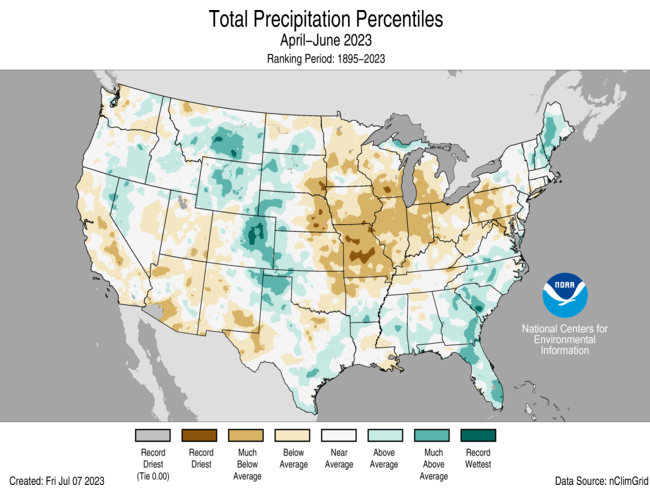 Total Precipitation Percentiles
April–June 2023
Ranking Period: 1895–2023
NOAA
National Centers for
Environmental
Information
Record
Driest
(Tie 0.00)
Record
Driest
Much
Below
Average
Below
Average
Near
Average
Above
Average
Much
Above
Average
Record
Wettest
Created: Fri Jul 07 2023
Data Source: nClimGrid